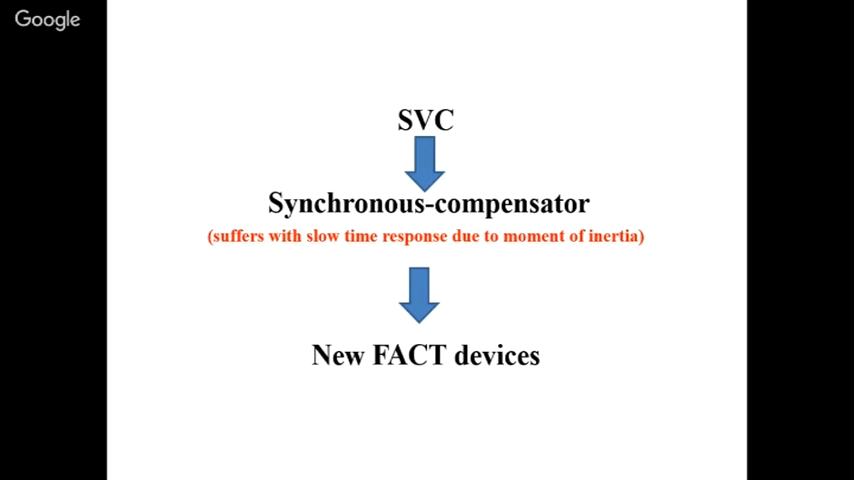 Google
SVC
Synchronous-compensator
(suffers with slow time response due to moment of inertia)
New FACT devices